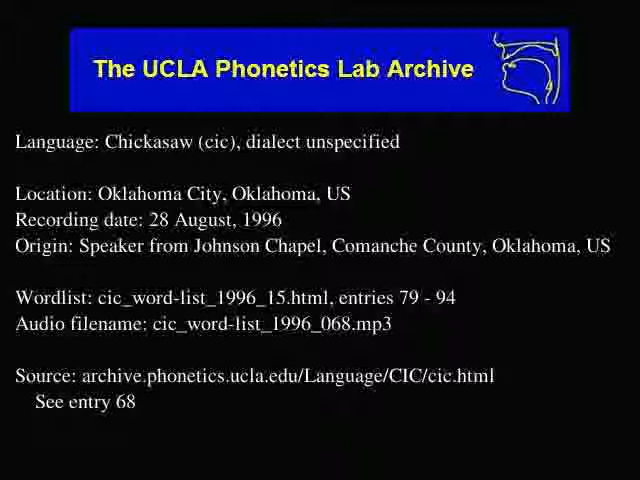 The UCLA Phonetics Lab Archive
Language: Chickasaw (cic), dialect unspecified
Location: Oklahoma City, Oklahoma, US
Recording date: 28 August, 1996
Origin: Speaker from Johnson Chapel, Comanche County, Oklahoma, US
Wordlist: cic_word-list_1996_15.html, entries 79 - 94
Audio filename: cic_word-list_1996_068.mp3
Source: archive.phonetics.ucla.edu/Language/CIC/cic.html
See entry 68